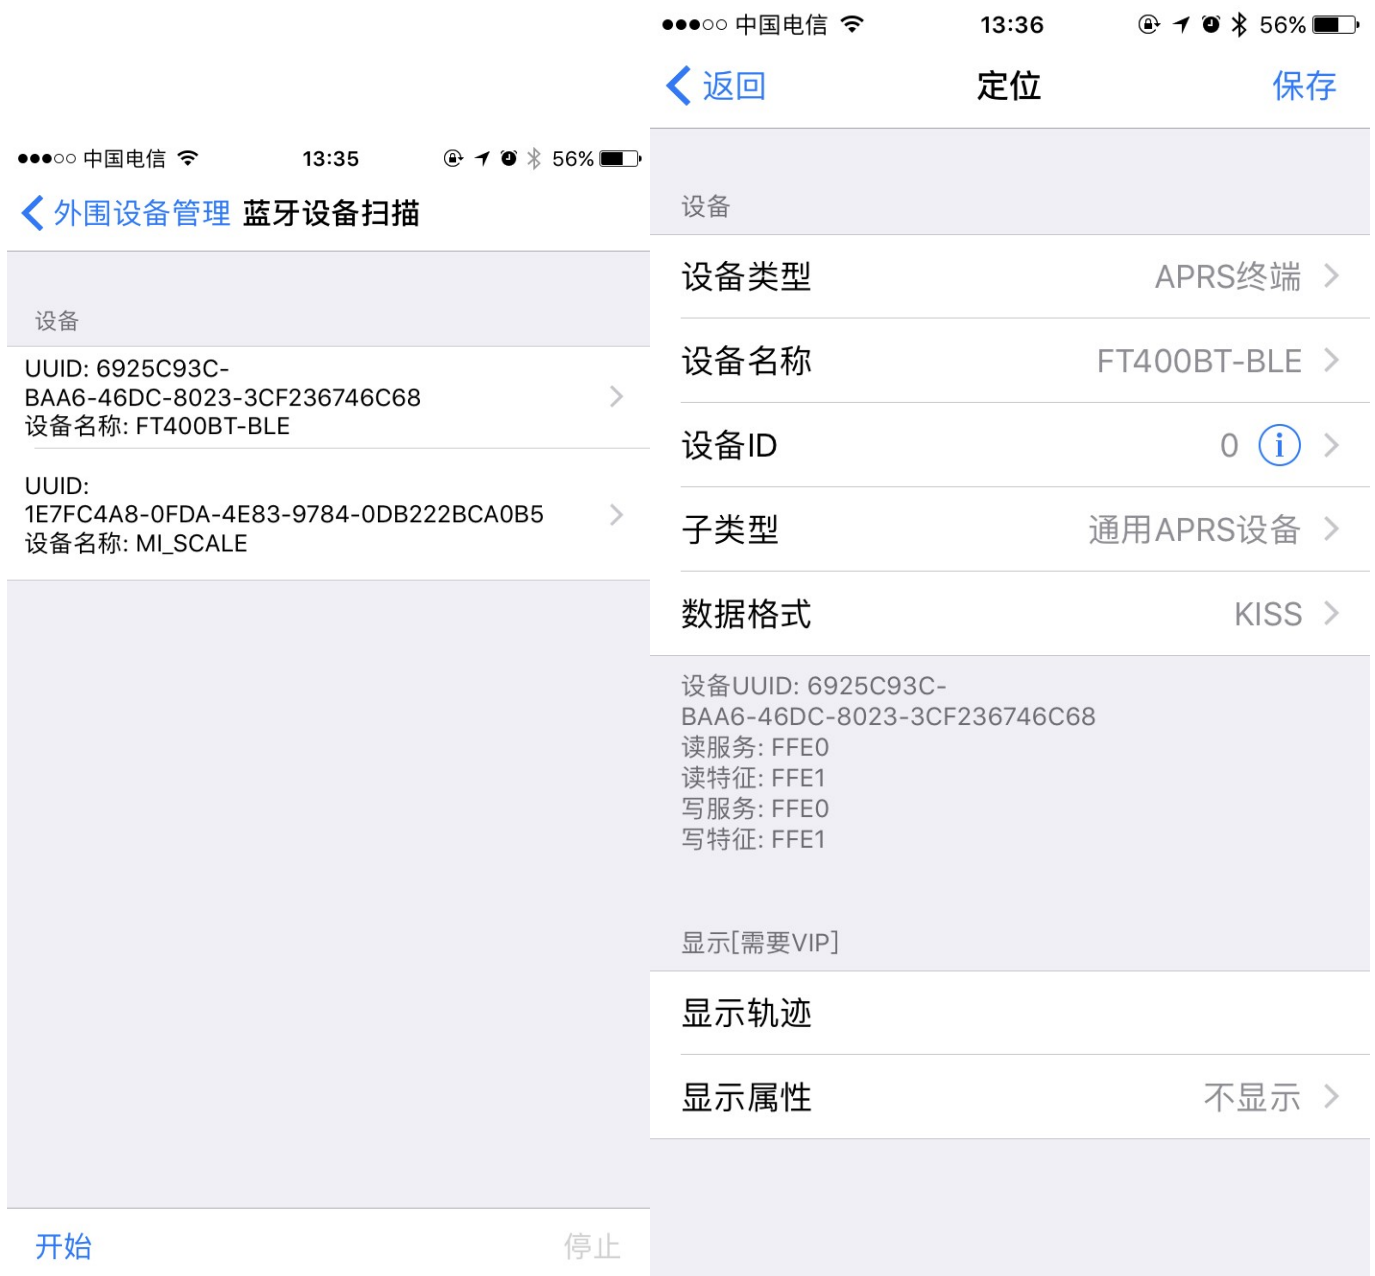 中国电信
13:35
56%
外围设备管理 蓝牙设备扫描
设备
UUID: 6925C93C-
BAA6-46DC-8023-3CF236746C68
设备名称: FT400BT-BLE
UUID:
1E7FC4A8-0FDA-4E83-9784-0DB222BCA0B5
设备名称: MI_SCALE
开始
停止
中国电信
13:36
56%
返回
定位
保存
设备
设备类型 APRS终端
设备名称 FT400BT-BLE
设备ID 0 i
子类型 通用APRS设备
数据格式 KISS
设备UUID: 6925C93C-
BAA6-46DC-8023-3CF236746C68
读服务: FFE0
读特征: FFE1
写服务: FFE0
写特征: FFE1
显示[需要VIP]
显示轨迹
显示属性 不显示